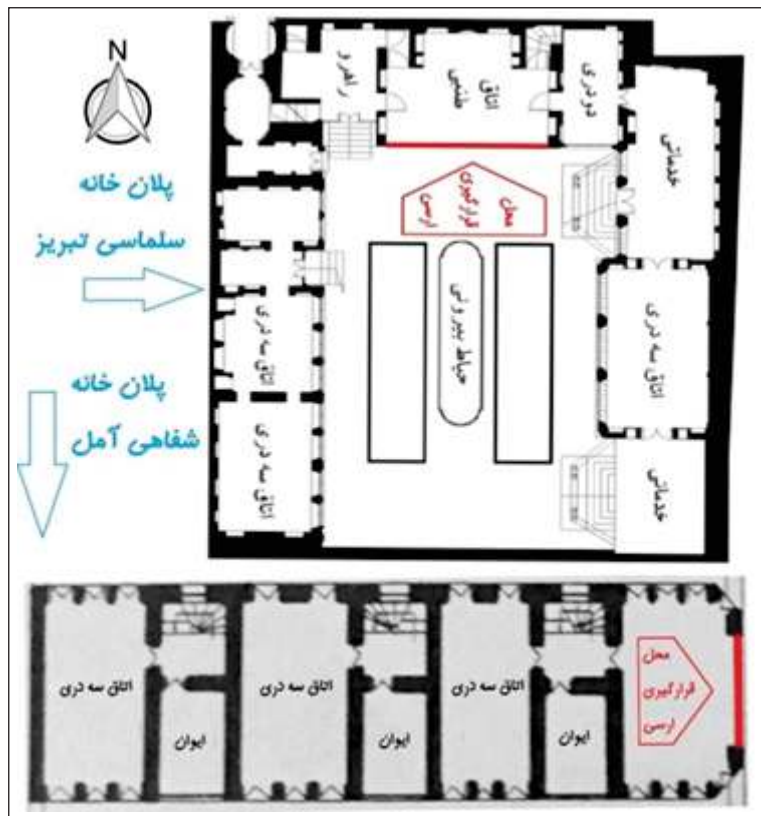 N
پلان خانه
سلماسی تبریز
پلان خانه
شفاهی آمل
راهرو
اتاق
طنبی
دودری
خدماتی
محل
قرارگیری
ارسی
حیاط بیرونی
اتاق سه دری
اتاق سه دری
اتاق سه دری
خدماتی
اتاق سه دری
ایوان
اتاق سه دری
ایوان
اتاق سه دری
ایوان
محل
قرارگیری
ارسی